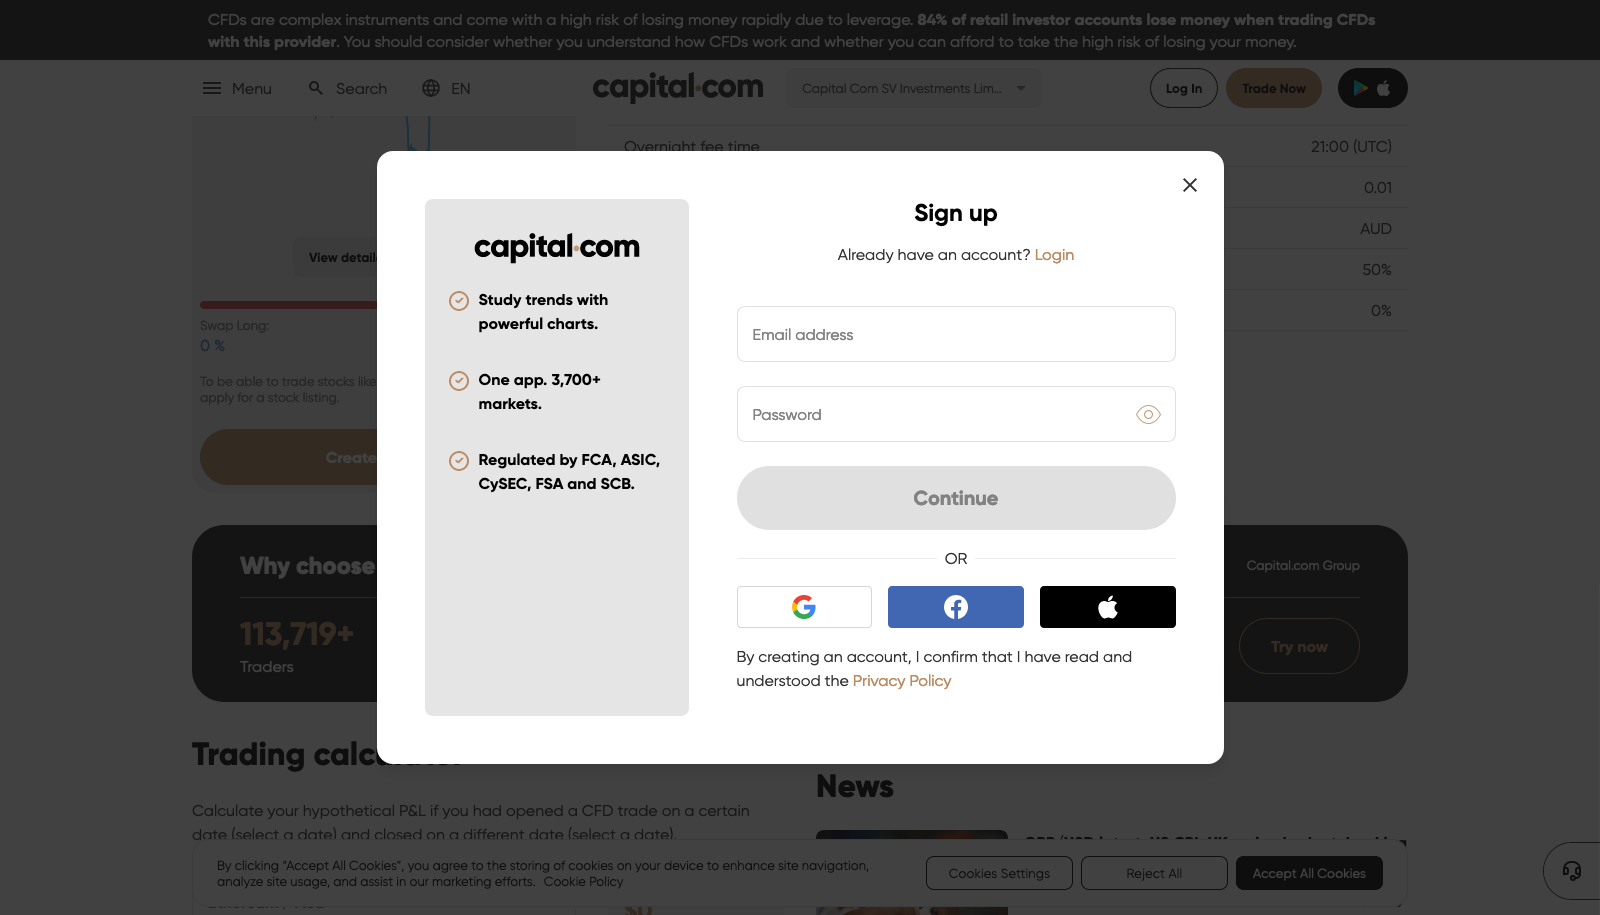 CFDs are complex instruments and come with a high risk of losing money rapidly due to leverage. 84% of retail investor accounts lose money when trading CFDs
with this provider. You should consider whether you understand how CFDs work and whether you can afford to take the high risk of losing your money.
Menu
Search
EN
capital.com
Capital Com SV Investments Lim...
Log In
Trade Now
Overnight fee time
21:00 (UTC)
0.01
AUD
50%
0%
View detaile
Swap Long:
0 %
To be able to trade stocks like
apply for a stock listing.
Create
capital.com
Study trends with
powerful charts.
One app. 3,700+
markets.
Regulated by FCA, ASIC,
CySEC, FSA and SCB.
Sign up
Already have an account? Login
Email address
Password
Continue
OR
By creating an account, I confirm that I have read and
understood the Privacy Policy
Why choose
Capital.com Group
113,719+
Traders
Try now
Trading calculator
Calculate your hypothetical P&L if you had opened a CFD trade on a certain
date (select a date) and closed on a different date (select a date).
News
By clicking “Accept All Cookies”, you agree to the storing of cookies on your device to enhance site navigation,
analyze site usage, and assist in our marketing efforts. Cookie Policy
Cookies Settings
Reject All
Accept All Cookies